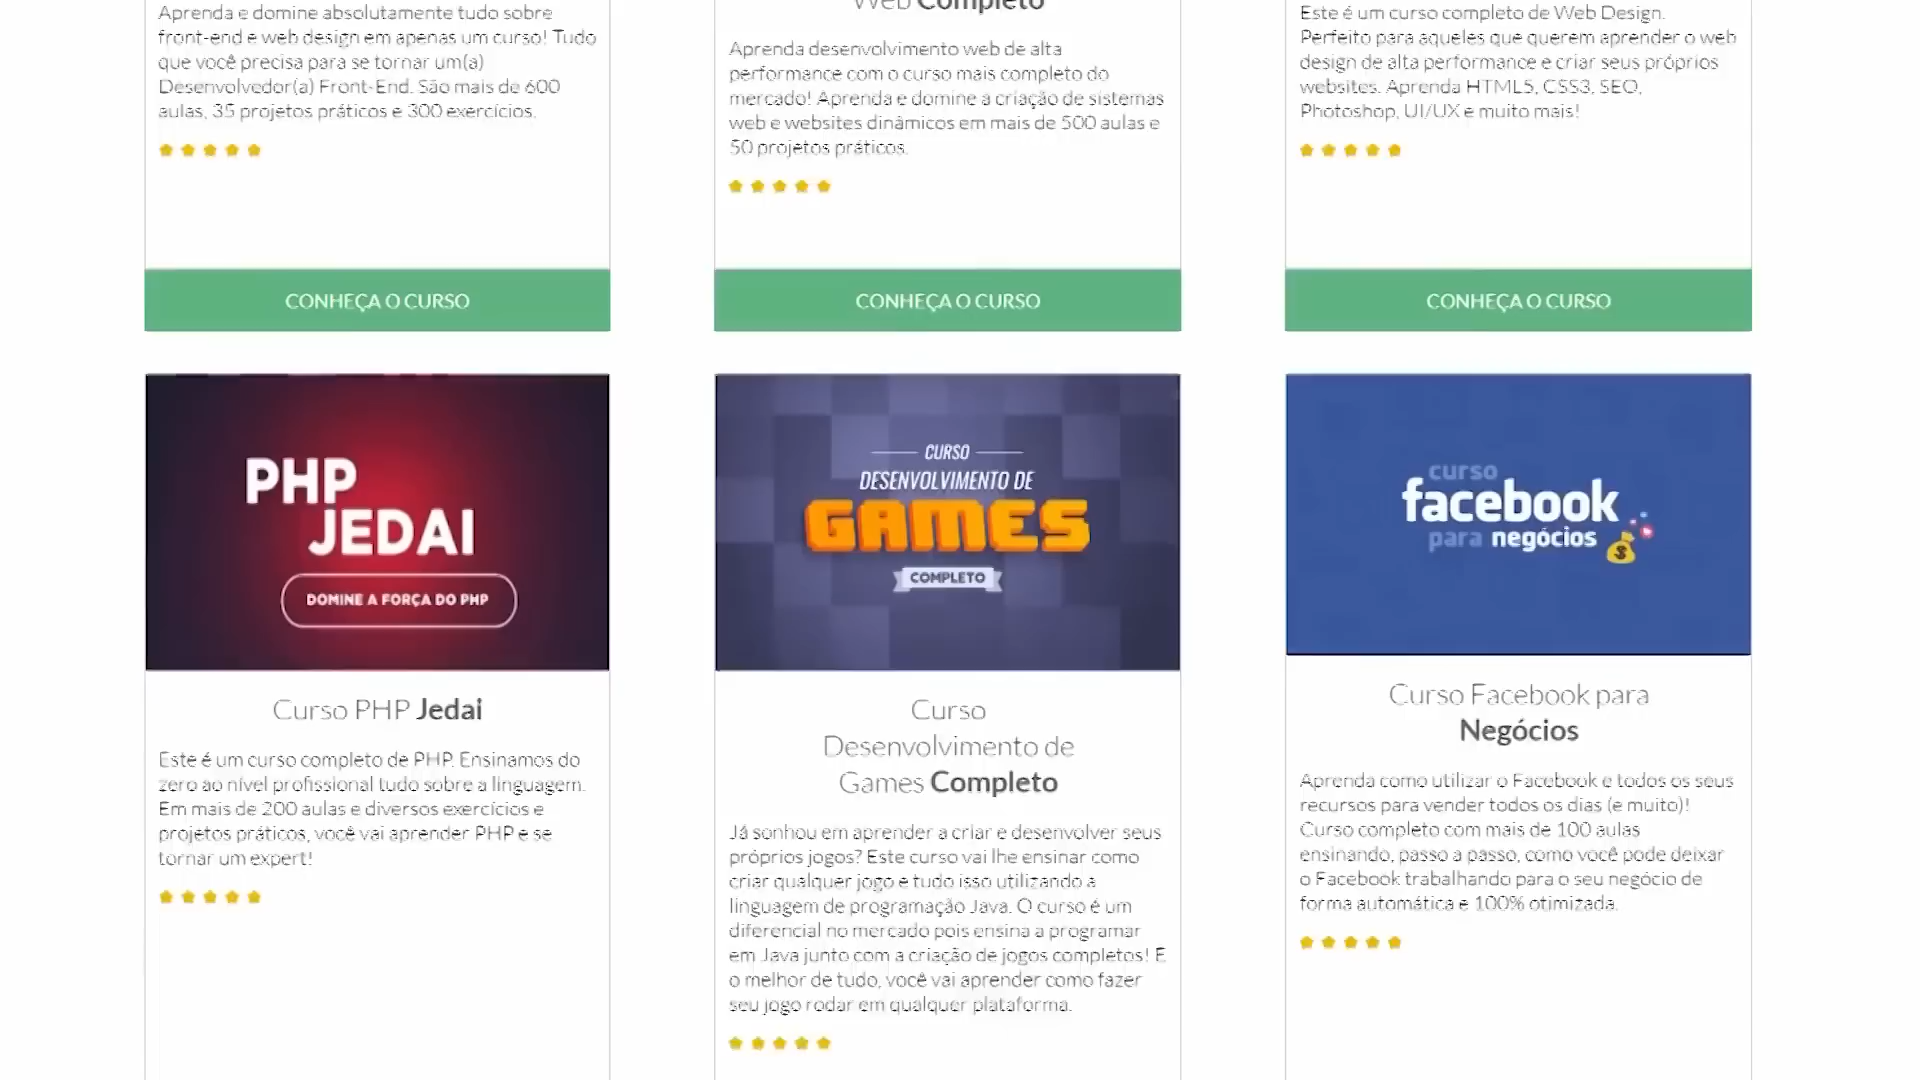 Aprenda e domine absolutamente tudo sobre
front-end e web design em apenas um curso! Tudo
que você precisa para se tornar um(a)
Desenvolvedor(a) Front-End. São mais de 600
aulas, 35 projetos práticos e 300 exercícios.
CONHEÇA O CURSO
Web Completo
Aprenda desenvolvimento web de alta
performance com o curso mais completo do
mercado! Aprenda e domine a criação de sistemas
web e websites dinâmicos em mais de 500 aulas e
50 projetos práticos.
CONHEÇA O CURSO
Este é um curso completo de Web Design.
Perfeito para aqueles que querem aprender o web
design de alta performance e criar seus próprios
websites. Aprenda HTML5, CSS3, SEO,
Photoshop, UI/UX e muito mais!
CONHEÇA O CURSO
PHP
JEDAI
DOMINE A FORÇA DO PHP
Curso PHP Jedai
Este é um curso completo de PHP. Ensinamos do
zero ao nível profissional tudo sobre a linguagem.
Em mais de 200 aulas e diversos exercícios e
projetos práticos, você vai aprender PHP e se
tornar um expert!
CURSO
DESENVOLVIMENTO DE
GAMES
COMPLETO
Curso
Desenvolvimento de
Games Completo
Já sonhou em aprender a criar e desenvolver seus
próprios jogos? Este curso vai lhe ensinar como
criar qualquer jogo e tudo isso utilizando a
linguagem de programação Java. O curso é um
diferencial no mercado pois ensina a programar
em Java junto com a criação de jogos completos! E
o melhor de tudo, você vai aprender como fazer
seu jogo rodar em qualquer plataforma.
curso
facebook
para negócios
$
Curso Facebook para
Negócios
Aprenda como utilizar o Facebook e todos os seus
recursos para vender todos os dias (e muito)!
Curso completo com mais de 100 aulas
ensinando, passo a passo, como você pode deixar
o Facebook trabalhando para o seu negócio de
forma automática e 100% otimizada.